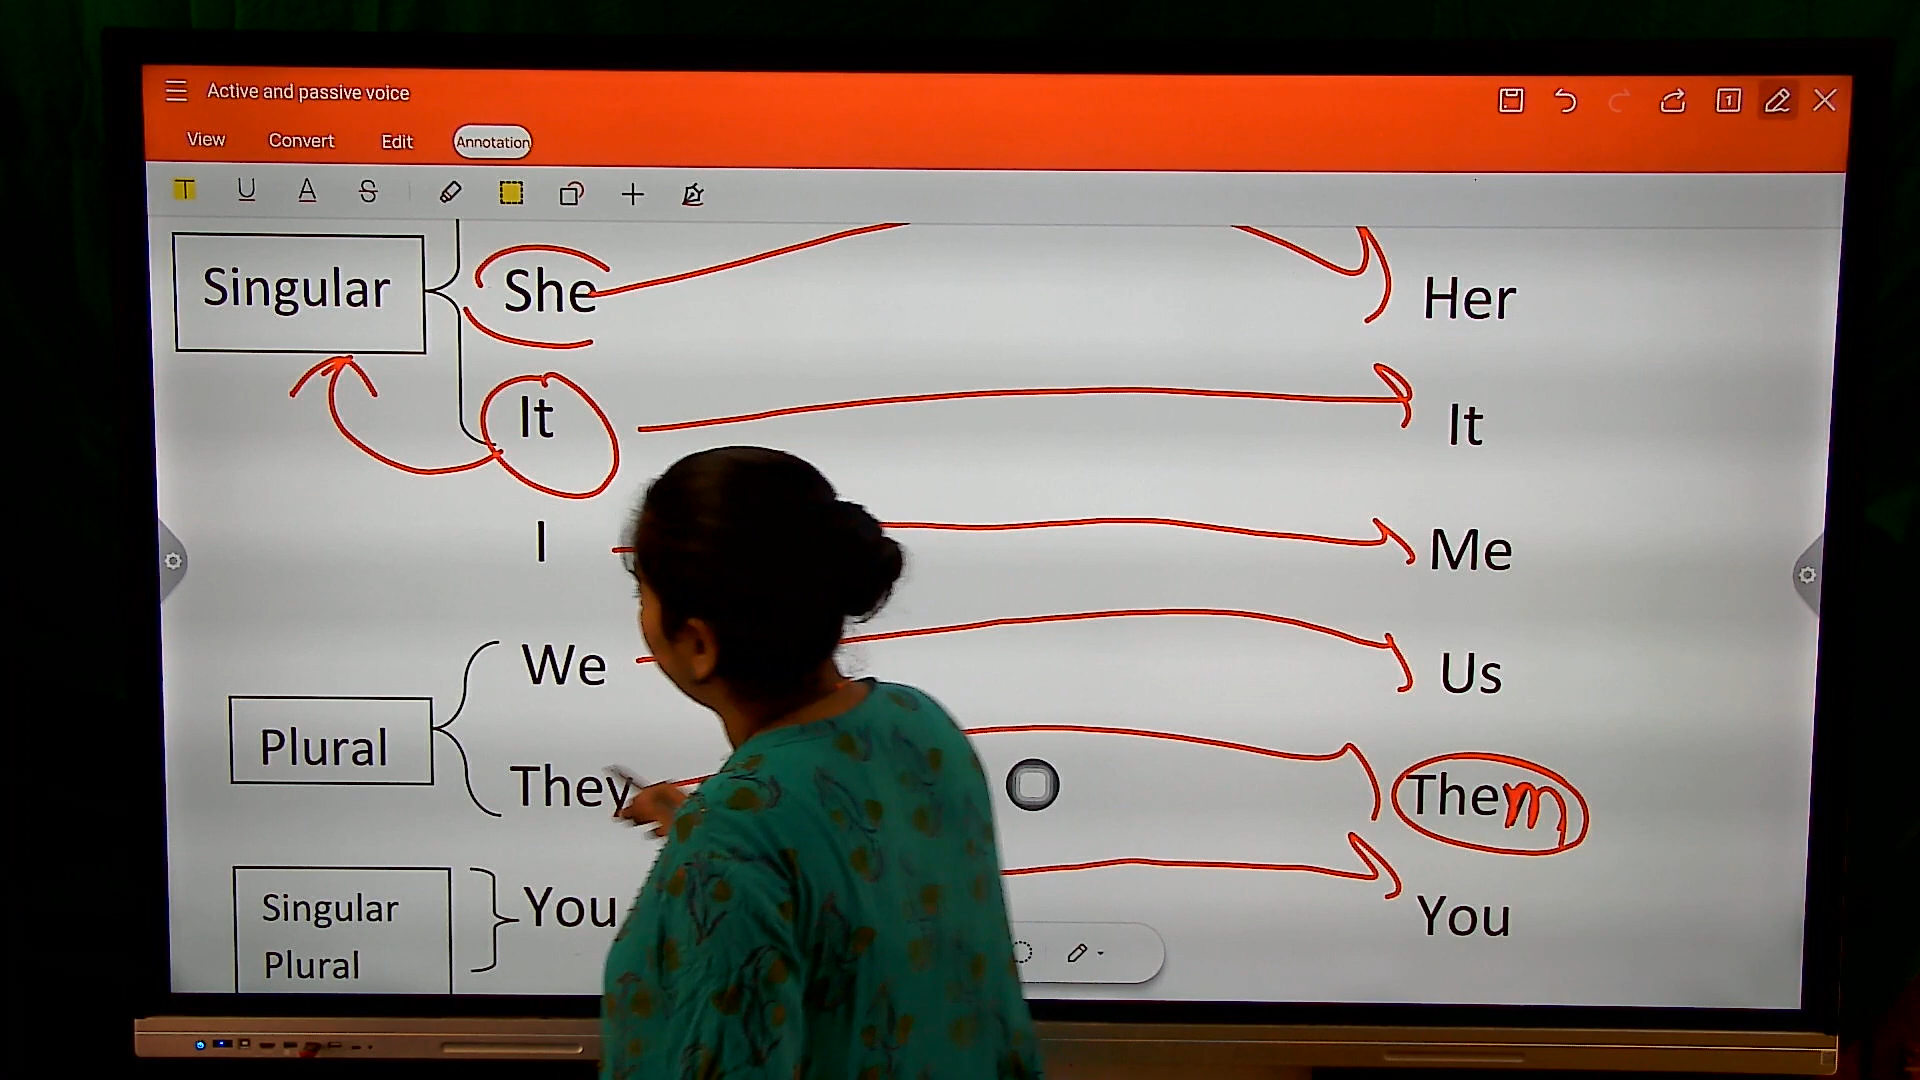 Active and passive voice
View Convert Edit Annotation
T U A S
1
Singular She Her
It It
I Me
We Us
Plural
They Them
Singular You You
Plural